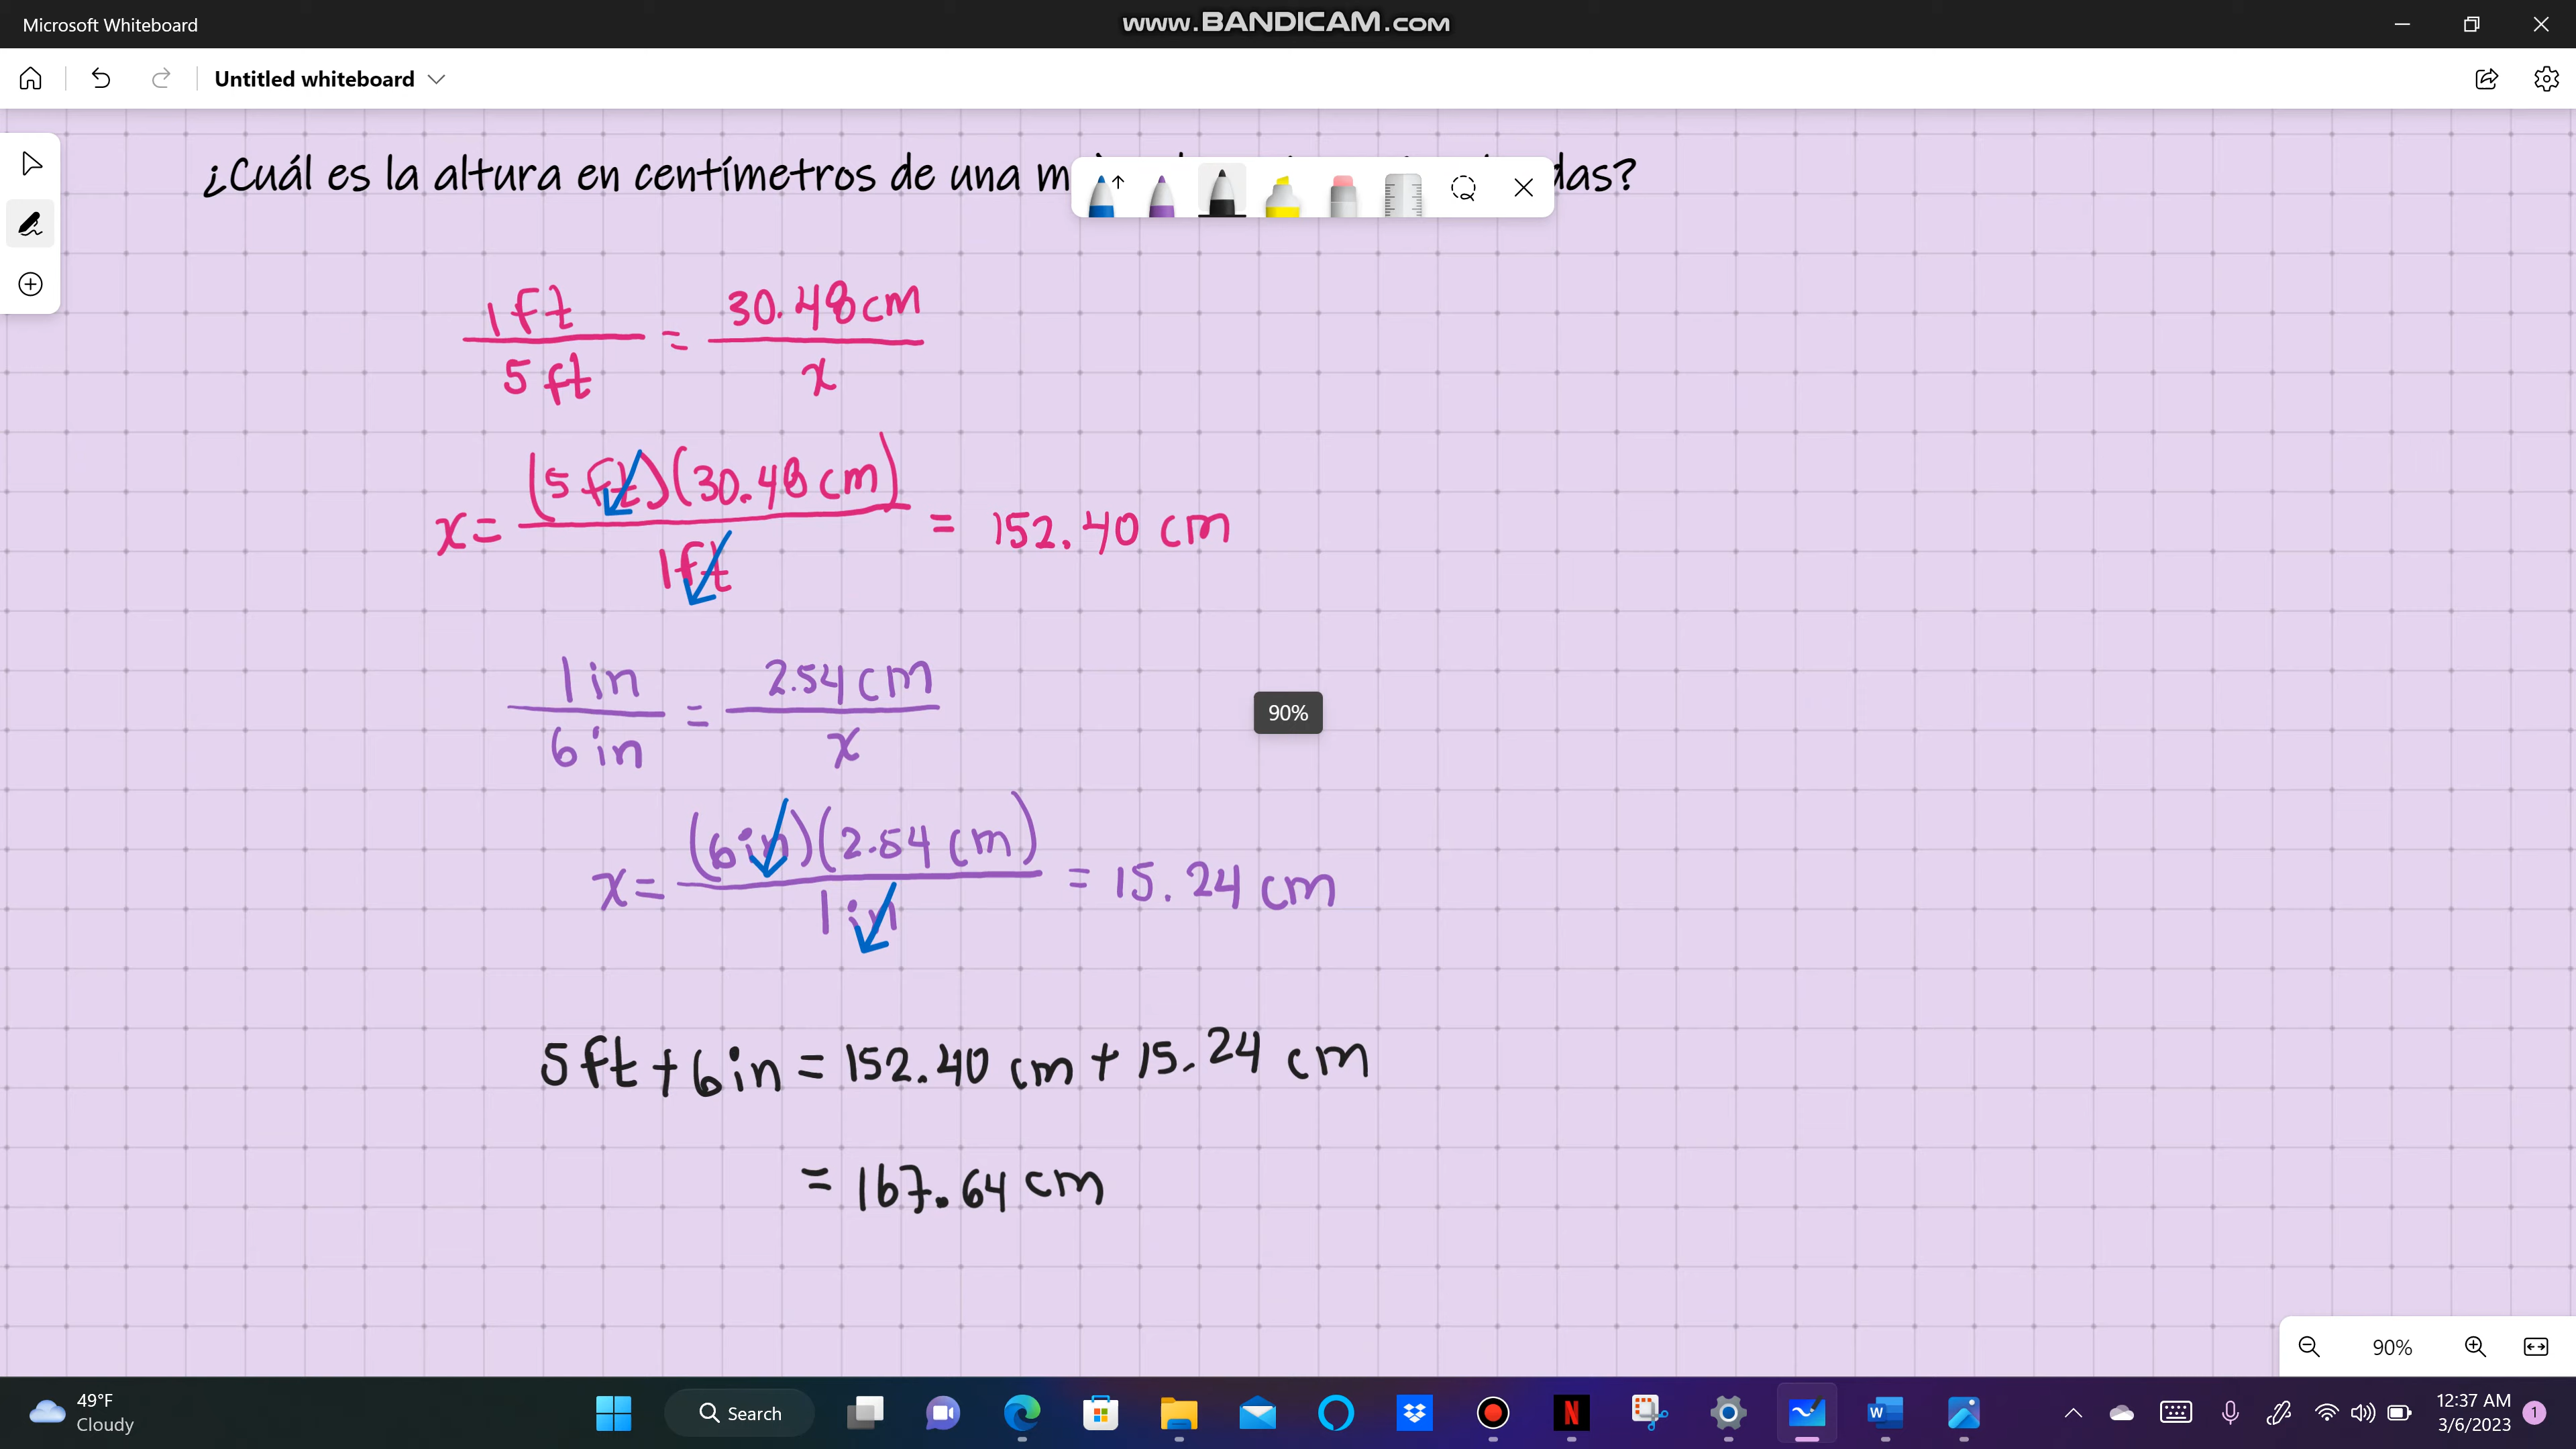 Microsoft Whiteboard
www.BANDICAM.com
Untitled whiteboard
¿Cuál es la altura en centímetros de una
1 ft / 5 ft = 30.48 cm / x
x = (5 ft)(30.48 cm) / 1 ft = 152.40 cm
1 in / 6 in = 2.54 cm / x
90%
x = (6 in)(2.54 cm) / 1 in = 15.24 cm
5 ft + 6 in = 152.40 cm + 15.24 cm
= 167.64 cm
90%
49°F
Cloudy
Search
12:37 AM
3/6/2023
1